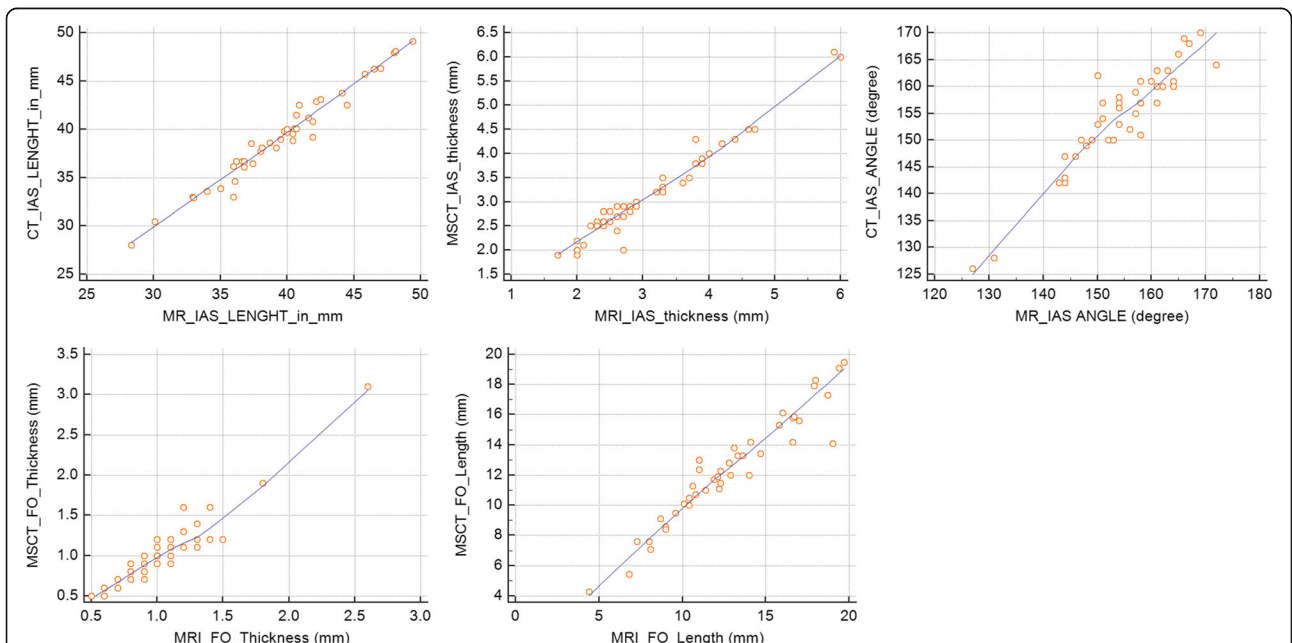 CT_IAS_LENGHT_in_mm
50
45
40
35
30
25
25 30 35 40 45 50
MR_IAS_LENGHT_in_mm
MSCT_IAS_thickness (mm)
6.5
6.0
5.5
5.0
4.5
4.0
3.5
3.0
2.5
2.0
1.5
1 2 3 4 5 6
MRI_IAS_thickness (mm)
CT_IAS_ANGLE (degree)
170
165
160
155
150
145
140
135
130
125
120 130 140 150 160 170 180
MR_IAS ANGLE (degree)
MSCT_FO_Thickness (mm)
3.5
3.0
2.5
2.0
1.5
1.0
0.5
0.5 1.0 1.5 2.0 2.5 3.0
MRI_FO_Thickness (mm)
MSCT_FO_Length (mm)
20
18
16
14
12
10
8
6
4
0 5 10 15 20
MRI_FO_Length (mm)